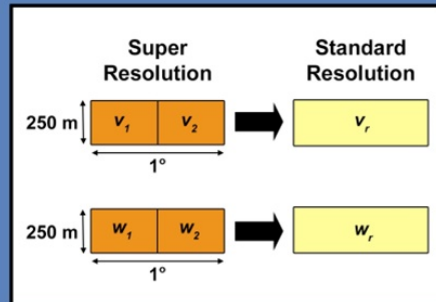 Super Resolution
Standard Resolution
250 m
v₁ v₂
vᵣ
1°
250 m
w₁ w₂
wᵣ
1°